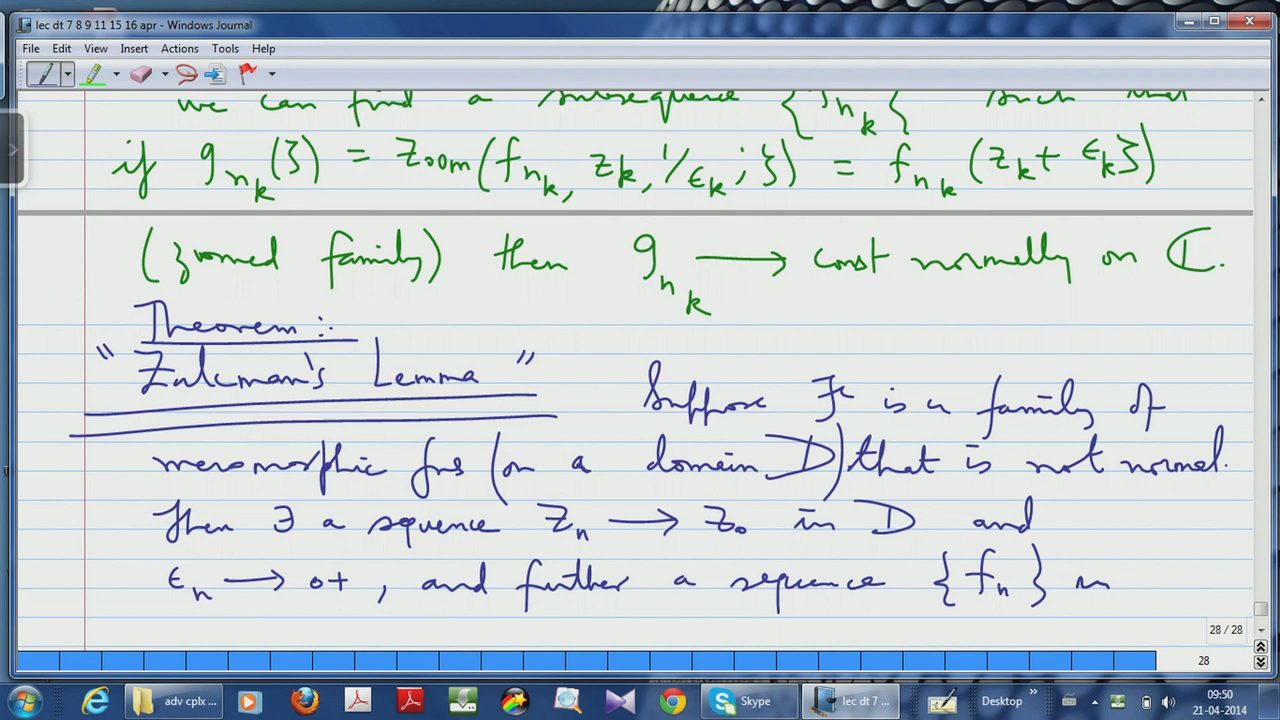 lec dt 7 8 9 11 15 16 apr - Windows Journal
File Edit View Insert Actions Tools Help
we can find a subsequence {f_{n_k}} such that
if g_{n_k}(ξ) = Zoom(f_{n_k}, z_k, 1/ε_k; ξ) = f_{n_k}(z_k + ε_k ξ)
(zoomed family) then g_{n_k} ⟶ const normally on ℂ.
Theorem :-
"Zalcman's Lemma" Suppose ℱ is a family of
meromorphic fns (on a domain D) that is not normal.
Then ∃ a sequence z_n ⟶ z_0 in D and
ε_n ⟶ 0+, and further a sequence {f_n} in
28 / 28
28
adv cplx ...
Skype
lec dt 7 ...
Desktop
09:50
21-04-2014